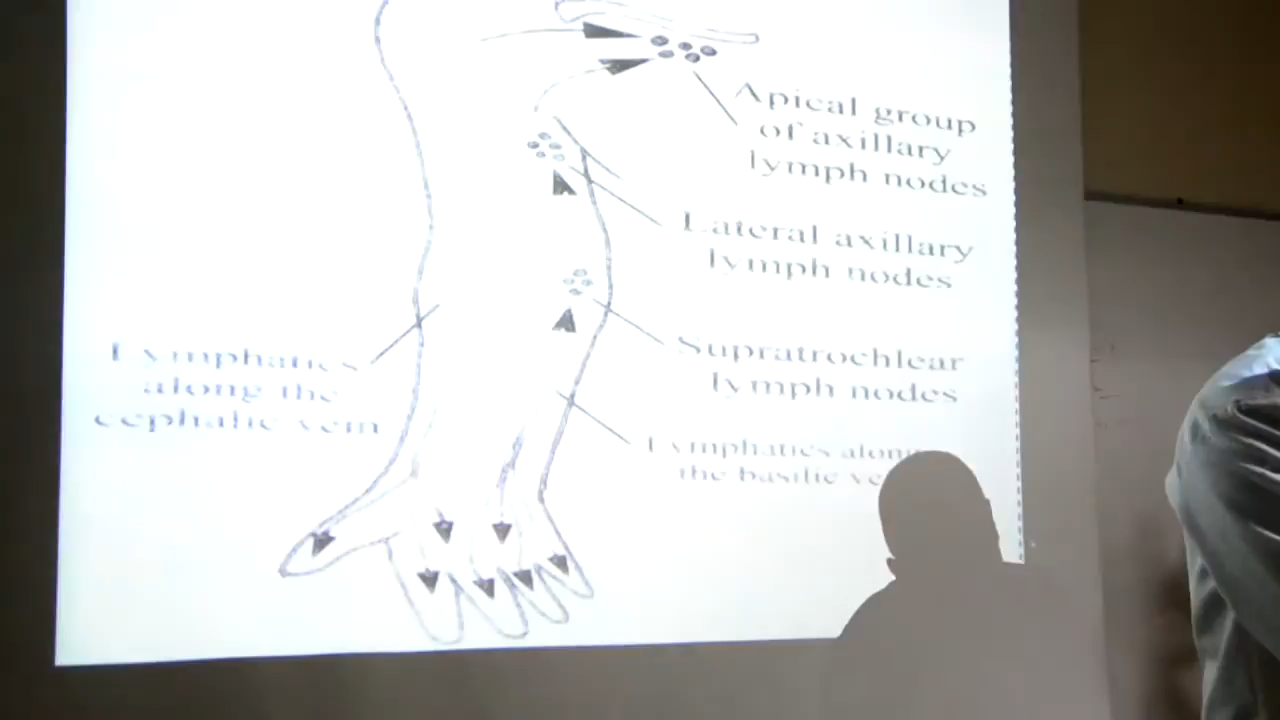 Apical group
of axillary
lymph nodes
Lateral axillary
lymph nodes
Supratrochlear
lymph nodes
Lymphatics
along the
cephalic vein
Lymphatics along
the basilic